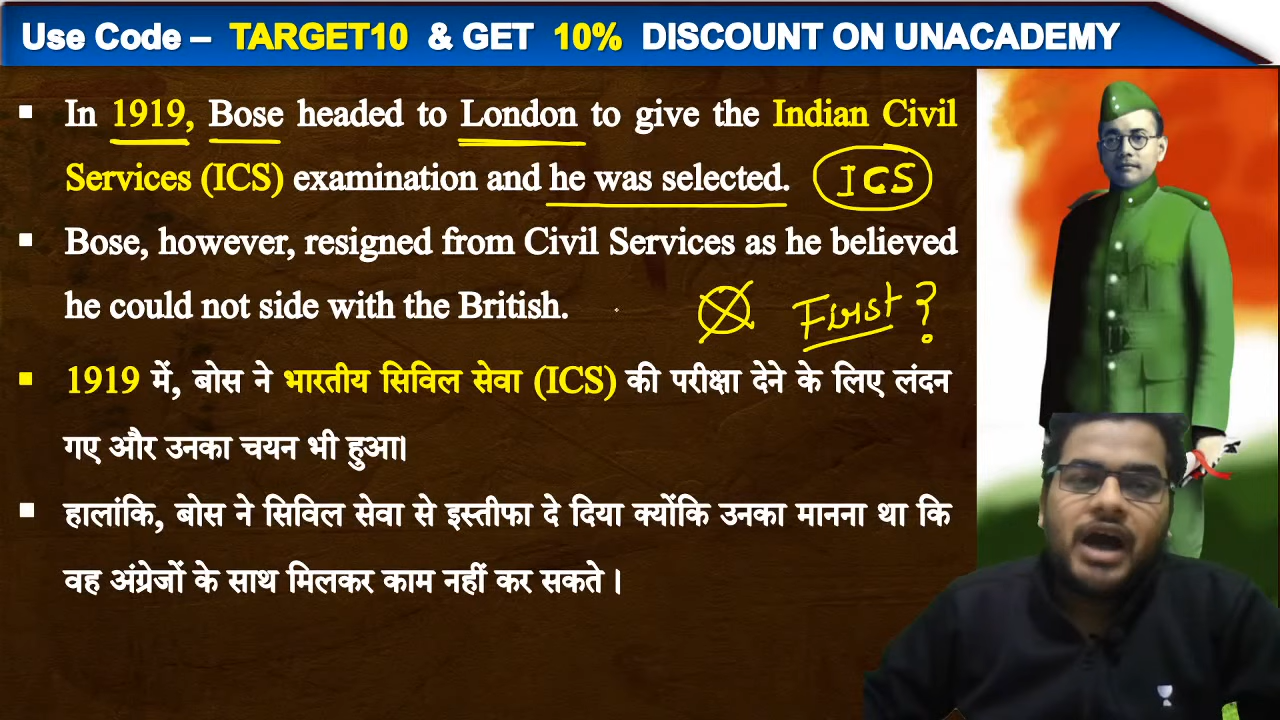 Use Code – TARGET10 & GET 10% DISCOUNT ON UNACADEMY
▪ In 1919, Bose headed to London to give the Indian Civil
Services (ICS) examination and he was selected. ICS
▪ Bose, however, resigned from Civil Services as he believed
he could not side with the British. First ?
▪ 1919 में, बोस ने भारतीय सिविल सेवा (ICS) की परीक्षा देने के लिए लंदन
गए और उनका चयन भी हुआ।
▪ हालांकि, बोस ने सिविल सेवा से इस्तीफा दे दिया क्योंकि उनका मानना था कि
वह अंग्रेजों के साथ मिलकर काम नहीं कर सकते ।